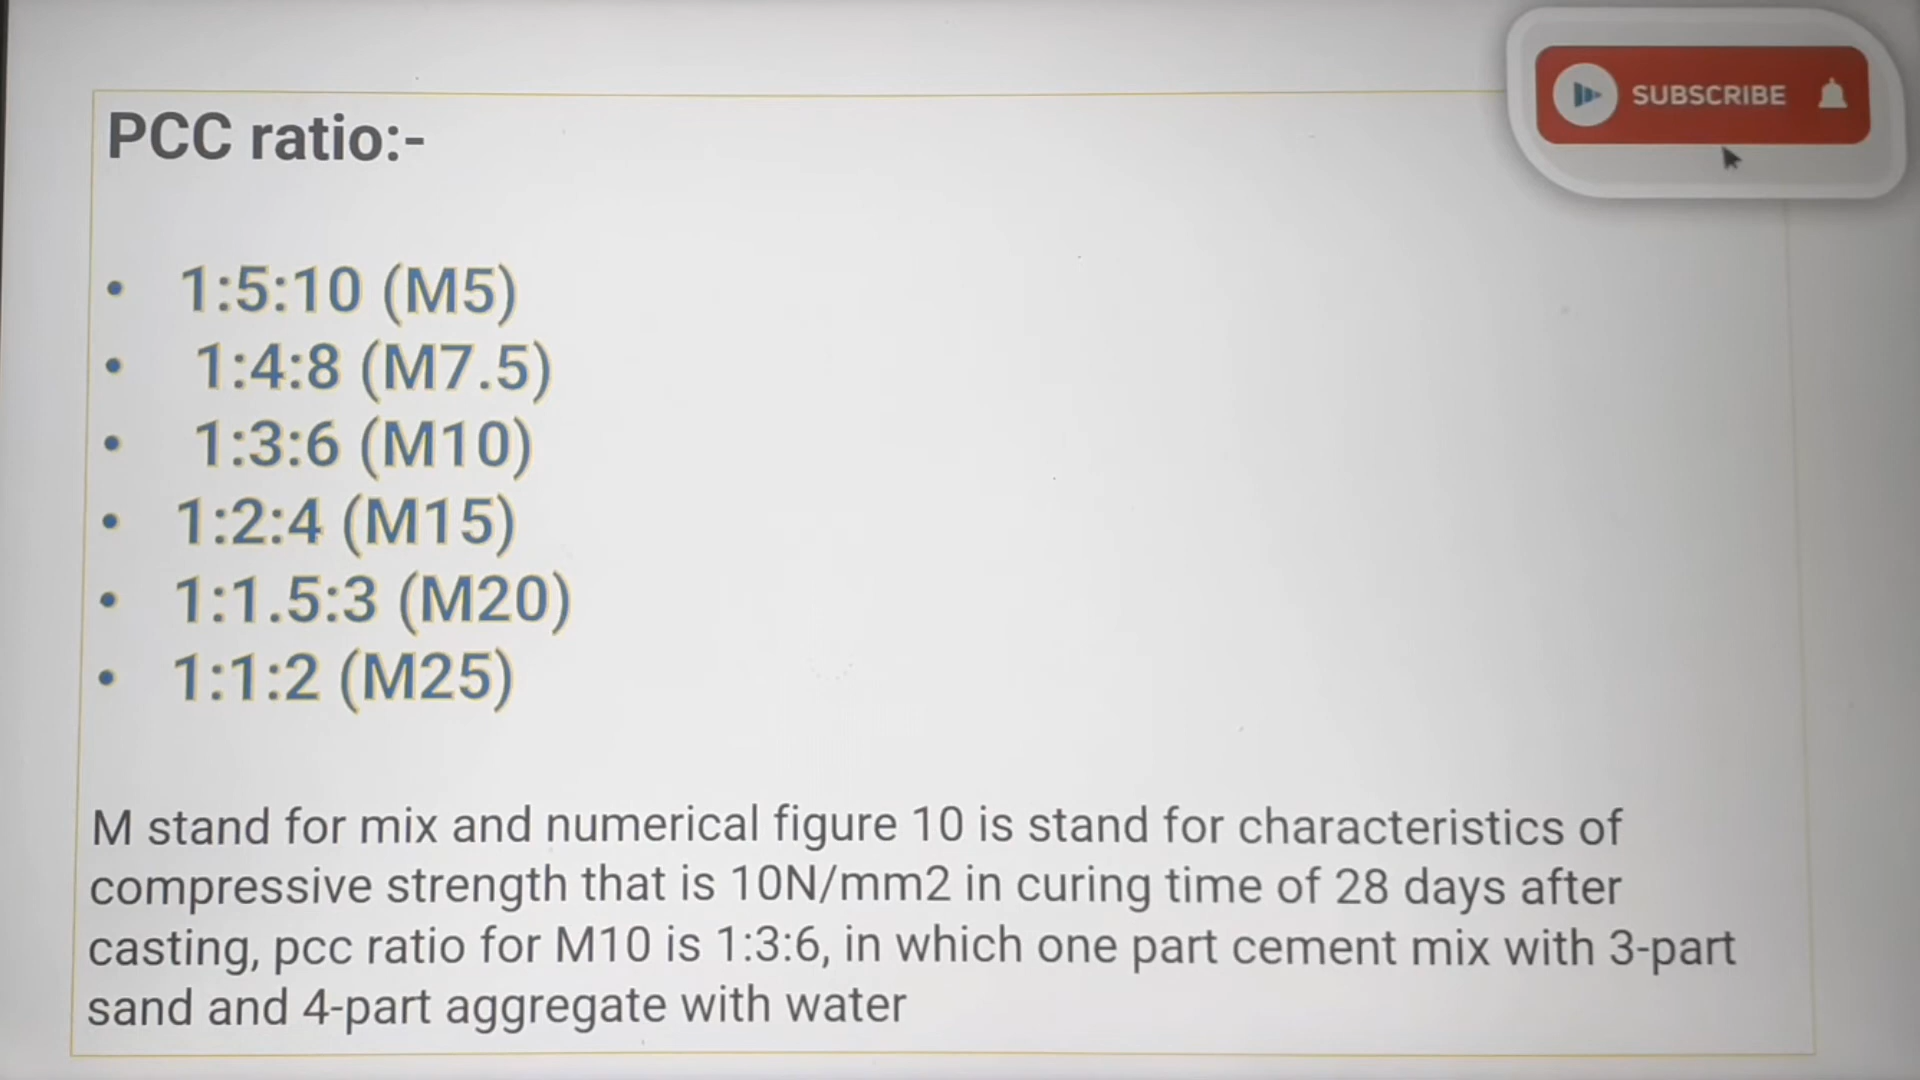 SUBSCRIBE
PCC ratio:-
• 1:5:10 (M5)
• 1:4:8 (M7.5)
• 1:3:6 (M10)
• 1:2:4 (M15)
• 1:1.5:3 (M20)
• 1:1:2 (M25)
M stand for mix and numerical figure 10 is stand for characteristics of
compressive strength that is 10N/mm2 in curing time of 28 days after
casting, pcc ratio for M10 is 1:3:6, in which one part cement mix with 3-part
sand and 4-part aggregate with water